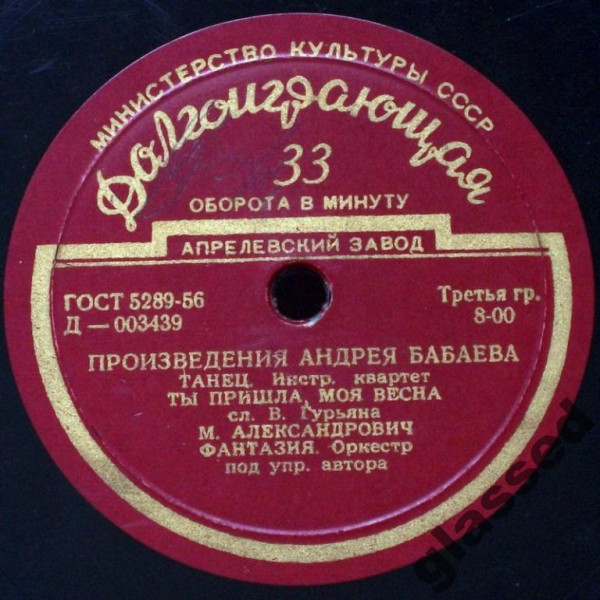 МИНИСТЕРСТВО КУЛЬТУРЫ СССР
Долгоиграющая
33
ОБОРОТА В МИНУТУ
АПРЕЛЕВСКИЙ ЗАВОД
ГОСТ 5289-56
Д — 003439
Третья гр.
8-00
ПРОИЗВЕДЕНИЯ АНДРЕЯ БАБАЕВА
ТАНЕЦ. Инстр. квартет
ТЫ ПРИШЛА, МОЯ ВЕСНА
сл. В. Гурьяна
М. АЛЕКСАНДРОВИЧ
ФАНТАЗИЯ. Оркестр
под упр. автора
glassed